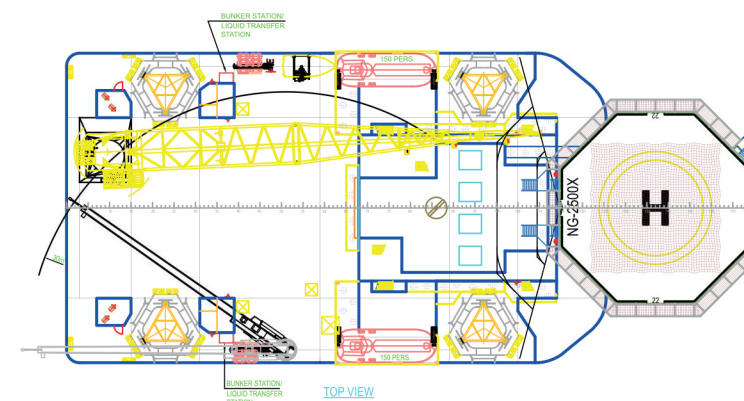 BUNKER STATION/
LIQUID TRANSFER
STATION
150 PERS.
22
NG-2500X
H
22
150 PERS.
BUNKER STATION/
LIQUID TRANSFER
STATION
TOP VIEW